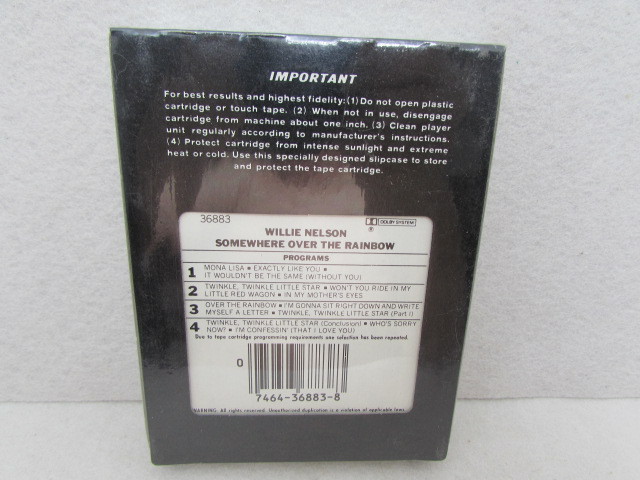 IMPORTANT
For best results and highest fidelity: (1) Do not open plastic
cartridge or touch tape. (2) When not in use, disengage
cartridge from machine about one inch. (3) Clean player
unit regularly according to manufacturer's instructions.
(4) Protect cartridge from intense sunlight and extreme
heat or cold. Use this specially designed slipcase to store
and protect the tape cartridge.
36883
DOLBY SYSTEM
℗
WILLIE NELSON
SOMEWHERE OVER THE RAINBOW
PROGRAMS
1 MONA LISA ■ EXACTLY LIKE YOU ■
IT WOULDN'T BE THE SAME (WITHOUT YOU)
2 TWINKLE, TWINKLE LITTLE STAR ■ WON'T YOU RIDE IN MY
LITTLE RED WAGON ■ IN MY MOTHER'S EYES
3 OVER THE RAINBOW ■ I'M GONNA SIT RIGHT DOWN AND WRITE
MYSELF A LETTER ■ TWINKLE, TWINKLE LITTLE STAR (Part I)
4 TWINKLE, TWINKLE LITTLE STAR (Conclusion) ■ WHO'S SORRY
NOW? ■ I'M CONFESSIN' (THAT I LOVE YOU)
Due to tape cartridge programming requirements one selection has been repeated.
0
7464-36883-8
WARNING: All rights reserved. Unauthorized duplication is a violation of applicable laws.